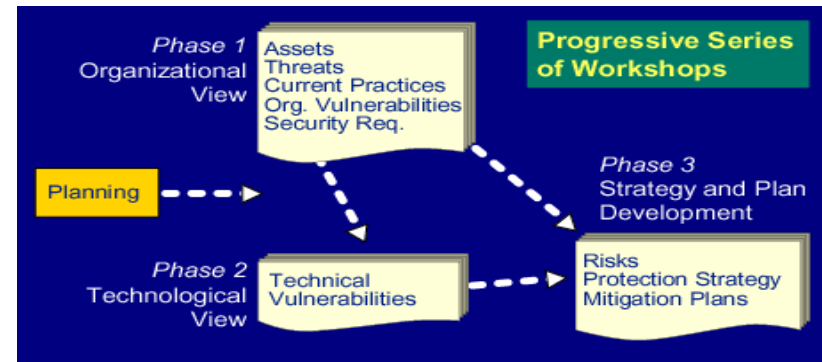 Phase 1
Organizational
View
Assets
Threats
Current Practices
Org. Vulnerabilities
Security Req.
Progressive Series
of Workshops
Planning
Phase 3
Strategy and Plan
Development
Phase 2
Technological
View
Technical
Vulnerabilities
Risks
Protection Strategy
Mitigation Plans